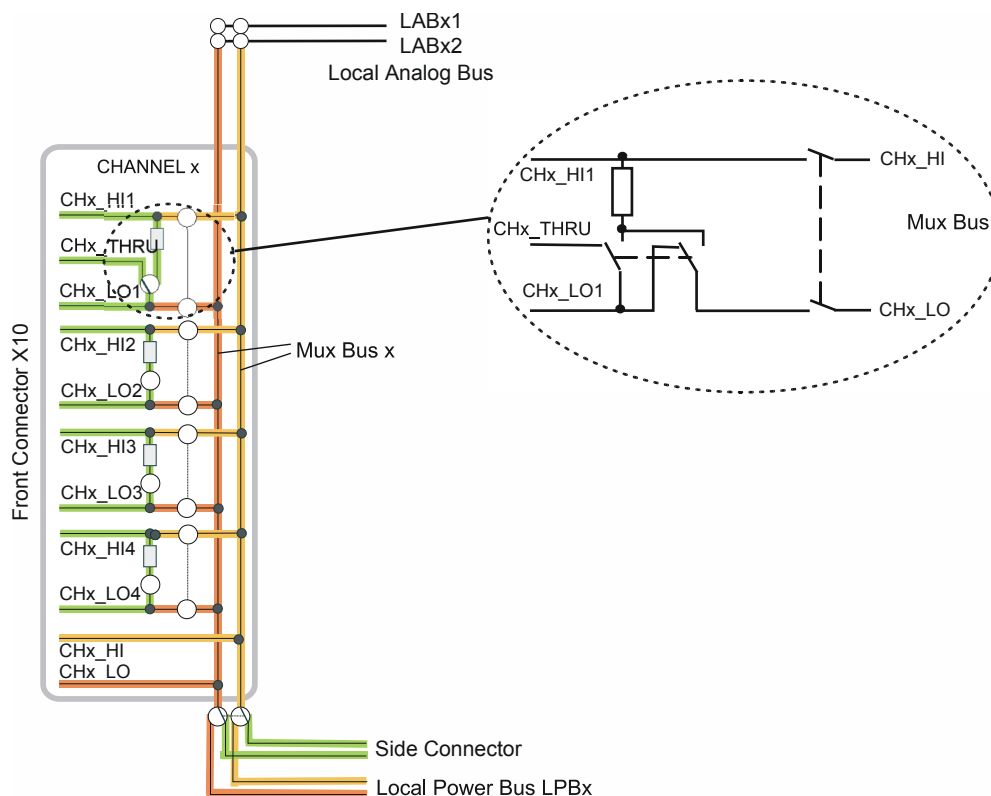 LABx1
LABx2
Local Analog Bus
CHANNEL x
CHx_HI1
CHx_THRU
CHx_LO1
CHx_HI2
CHx_LO2
CHx_HI3
CHx_LO3
CHx_HI4
CHx_LO4
CHx_HI
CHx_LO
Front Connector X10
Mux Bus x
CHx_HI1
CHx_THRU
CHx_LO1
CHx_HI
Mux Bus
CHx_LO
Side Connector
Local Power Bus LPBx